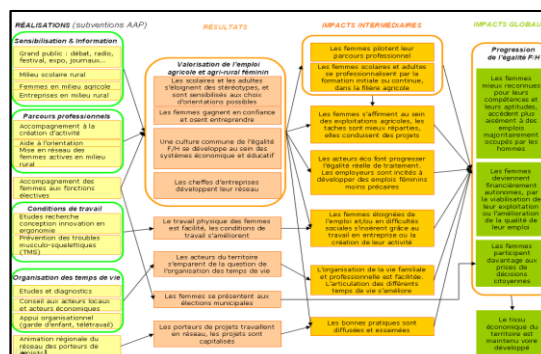 RÉALISATIONS (subventions AAP)
RÉSULTATS
IMPACTS INTERMÉDIAIRES
IMPACTS GLOBAUX
Sensibilisation & information
Grand public : débat, radio,
festival, expo, journaux...
Milieu scolaire rural
Femmes en milieu agricole
Entreprises en milieu rural
Parcours professionnels
Accompagnement à la
création d'activité
Aide à l'orientation
Mise en réseau des
femmes actives en milieu
rural
Accompagnement des
femmes aux fonctions
électives
Conditions de travail
Etudes recherche
conception innovation en
ergonomie
Prévention des troubles
musculo-squelettiques
(TMS)
Organisation des temps de vie
Etudes et diagnostics
Conseil aux acteurs locaux
et acteurs économiques
Appui organisationnel
(garde d'enfant, télétravail)
Animation régionale du
réseau des porteurs de
projets
Valorisation de l'emploi
agricole et agri-rural féminin
Les scolaires et les adultes
s'éloignent des stéréotypes, et
sont sensibilisés aux choix
d'orientations possibles
Les femmes gagnent en confiance
et osent entreprendre
Une culture commune de l'égalité
F/H se développe au sein des
systèmes économique et éducatif
Les cheffes d'entreprises
développent leur réseau
Le travail physique des femmes
est facilité, les conditions de
travail s'améliorent
Les acteurs du territoire
s'emparent de la question de
l'organisation des temps de vie
Les femmes se présentent aux
élections municipales
Les porteurs de projets travaillent
en réseau, les projets sont
capitalisés
Les femmes pilotent leur
parcours professionnel
Les femmes scolaires et adultes
se professionnalisent par la
formation initiale ou continue,
dans la filière agricole
Les femmes s'affirment au sein
des exploitations agricoles, les
taches sont mieux réparties,
elles conduisent des projets
Les acteurs éco font progresser
l'égalité réelle de traitement.
Les employeurs sont incités à
développer des emplois féminins
moins précaires
Les femmes éloignées de
l'emploi et/ou en difficultés
sociales s'insèrent grâce au
travail en entreprise ou la
création de leur activité
L'organisation de la vie familiale
et professionnelle est facilitée.
L'articulation des différents
temps de vie s'améliore
Les bonnes pratiques sont
diffusées et essaimées
Progression
de l'égalité F/H
Les femmes
mieux reconnues
pour leurs
compétences et
leurs aptitudes,
accèdent plus
aisément à des
emplois
majoritairement
occupés par les
hommes
Les femmes
deviennent
financièrement
autonomes, par la
viabilisation de
leur exploitation
ou l'amélioration
de la qualité de
leur emploi
Les femmes
participent
davantage aux
prises de
décisions
citoyennes
Le tissu
économique du
territoire est
maintenu voire
développé